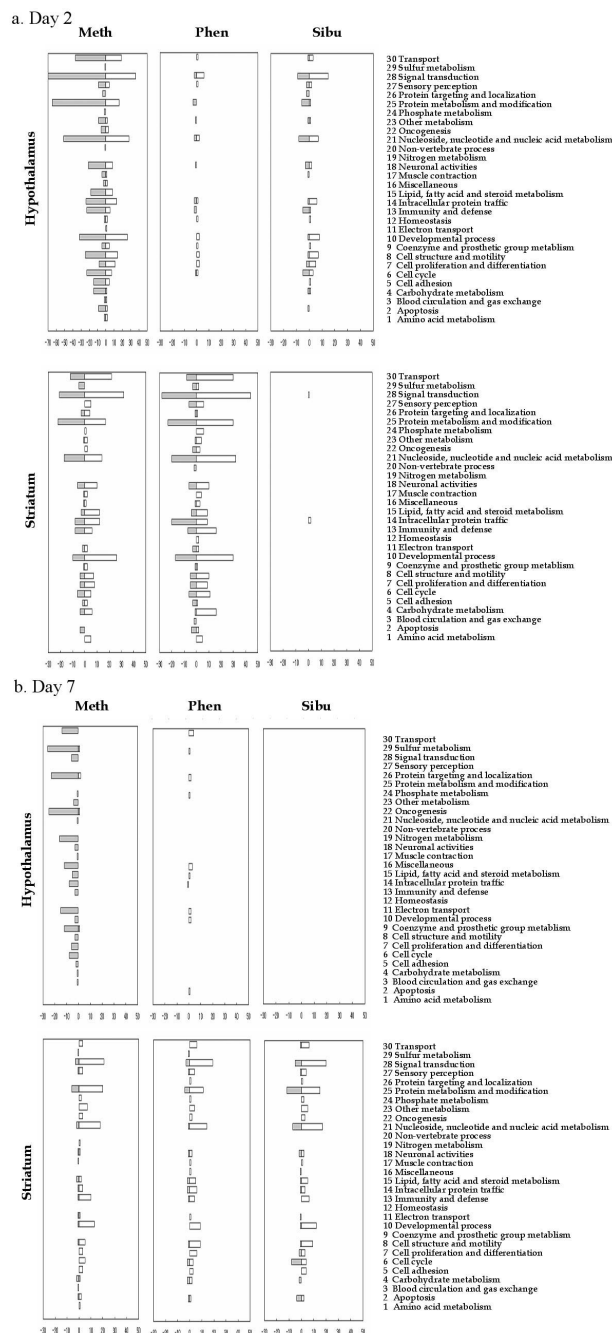 a. Day 2
Meth Phen Sibu
Hypothalamus
30 Transport
29 Sulfur metabolism
28 Signal transduction
27 Sensory perception
26 Protein targeting and localization
25 Protein metabolism and modification
24 Phosphate metabolism
23 Other metabolism
22 Oncogenesis
21 Nucleoside, nucleotide and nucleic acid metabolism
20 Non-vertebrate process
19 Nitrogen metabolism
18 Neuronal activities
17 Muscle contraction
16 Miscellaneous
15 Lipid, fatty acid and steroid metabolism
14 Intracellular protein traffic
13 Immunity and defense
12 Homeostasis
11 Electron transport
10 Developmental process
9 Coenzyme and prosthetic group metablism
8 Cell structure and motility
7 Cell proliferation and differentiation
6 Cell cycle
5 Cell adhesion
4 Carbohydrate metabolism
3 Blood circulation and gas exchange
2 Apoptosis
1 Amino acid metabolism
Striatum
30 Transport
29 Sulfur metabolism
28 Signal transduction
27 Sensory perception
26 Protein targeting and localization
25 Protein metabolism and modification
24 Phosphate metabolism
23 Other metabolism
22 Oncogenesis
21 Nucleoside, nucleotide and nucleic acid metabolism
20 Non-vertebrate process
19 Nitrogen metabolism
18 Neuronal activities
17 Muscle contraction
16 Miscellaneous
15 Lipid, fatty acid and steroid metabolism
14 Intracellular protein traffic
13 Immunity and defense
12 Homeostasis
11 Electron transport
10 Developmental process
9 Coenzyme and prosthetic group metablism
8 Cell structure and motility
7 Cell proliferation and differentiation
6 Cell cycle
5 Cell adhesion
4 Carbohydrate metabolism
3 Blood circulation and gas exchange
2 Apoptosis
1 Amino acid metabolism
b. Day 7
Meth Phen Sibu
Hypothalamus
30 Transport
29 Sulfur metabolism
28 Signal transduction
27 Sensory perception
26 Protein targeting and localization
25 Protein metabolism and modification
24 Phosphate metabolism
23 Other metabolism
22 Oncogenesis
21 Nucleoside, nucleotide and nucleic acid metabolism
20 Non-vertebrate process
19 Nitrogen metabolism
18 Neuronal activities
17 Muscle contraction
16 Miscellaneous
15 Lipid, fatty acid and steroid metabolism
14 Intracellular protein traffic
13 Immunity and defense
12 Homeostasis
11 Electron transport
10 Developmental process
9 Coenzyme and prosthetic group metablism
8 Cell structure and motility
7 Cell proliferation and differentiation
6 Cell cycle
5 Cell adhesion
4 Carbohydrate metabolism
3 Blood circulation and gas exchange
2 Apoptosis
1 Amino acid metabolism
Striatum
30 Transport
29 Sulfur metabolism
28 Signal transduction
27 Sensory perception
26 Protein targeting and localization
25 Protein metabolism and modification
24 Phosphate metabolism
23 Other metabolism
22 Oncogenesis
21 Nucleoside, nucleotide and nucleic acid metabolism
20 Non-vertebrate process
19 Nitrogen metabolism
18 Neuronal activities
17 Muscle contraction
16 Miscellaneous
15 Lipid, fatty acid and steroid metabolism
14 Intracellular protein traffic
13 Immunity and defense
12 Homeostasis
11 Electron transport
10 Developmental process
9 Coenzyme and prosthetic group metablism
8 Cell structure and motility
7 Cell proliferation and differentiation
6 Cell cycle
5 Cell adhesion
4 Carbohydrate metabolism
3 Blood circulation and gas exchange
2 Apoptosis
1 Amino acid metabolism